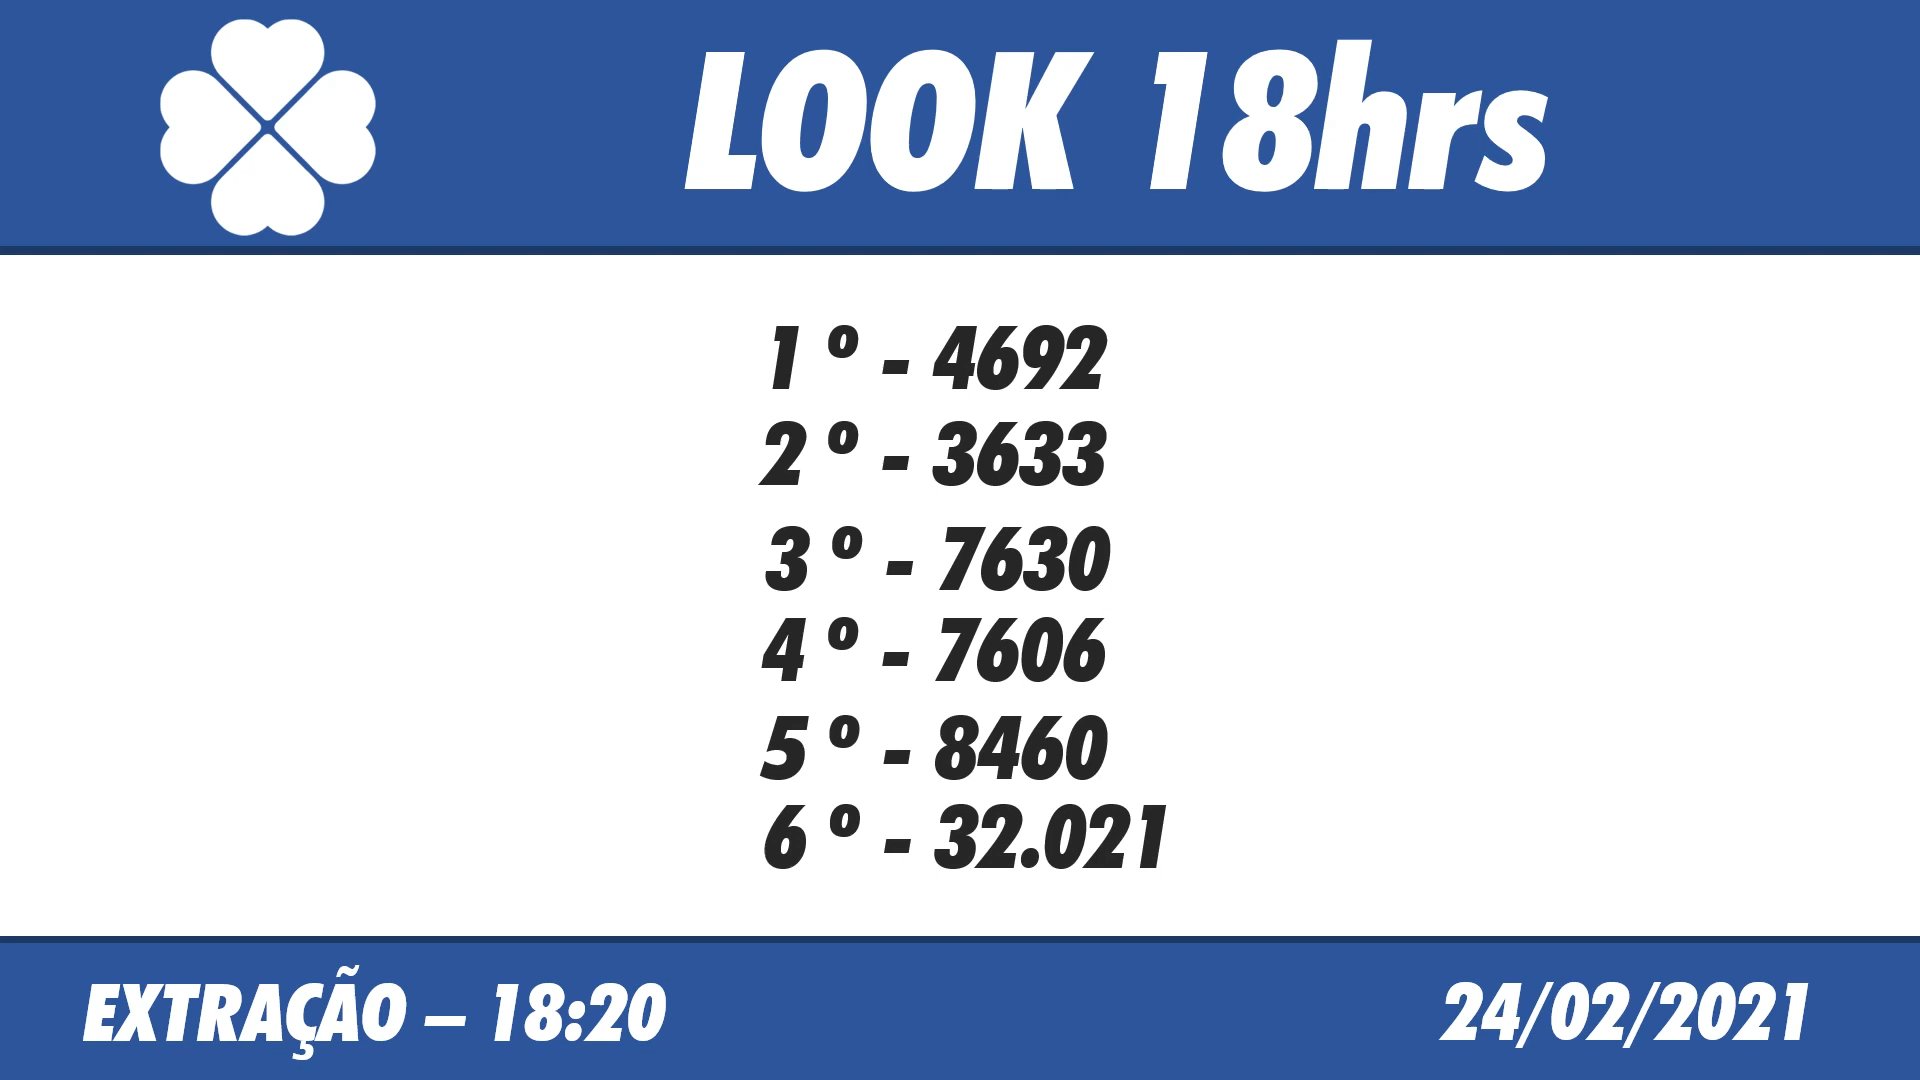 LOOK 18hrs
1 º - 4692
2 º - 3633
3 º - 7630
4 º - 7606
5 º - 8460
6 º - 32.021
EXTRAÇÃO – 18:20
24/02/2021